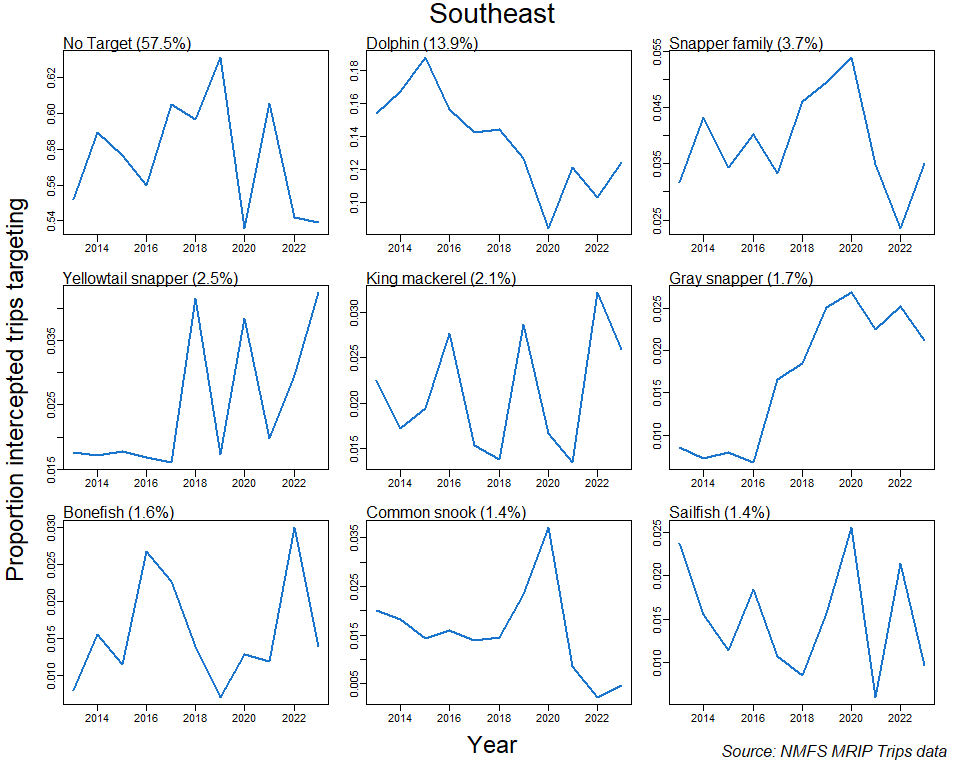 Southeast
No Target (57.5%)
Dolphin (13.9%)
Snapper family (3.7%)
0.54 0.56 0.58 0.60 0.62
0.10 0.12 0.14 0.16 0.18
0.025 0.035 0.045 0.055
2014 2016 2018 2020 2022
2014 2016 2018 2020 2022
2014 2016 2018 2020 2022
Proportion intercepted trips targeting
Yellowtail snapper (2.5%)
King mackerel (2.1%)
Gray snapper (1.7%)
0.015 0.025 0.035
0.015 0.020 0.025 0.030
0.010 0.015 0.020 0.025
2014 2016 2018 2020 2022
2014 2016 2018 2020 2022
2014 2016 2018 2020 2022
Bonefish (1.6%)
Common snook (1.4%)
Sailfish (1.4%)
0.010 0.015 0.020 0.025 0.030
0.005 0.015 0.025 0.035
0.010 0.015 0.020 0.025
2014 2016 2018 2020 2022
2014 2016 2018 2020 2022
2014 2016 2018 2020 2022
Year
Source: NMFS MRIP Trips data